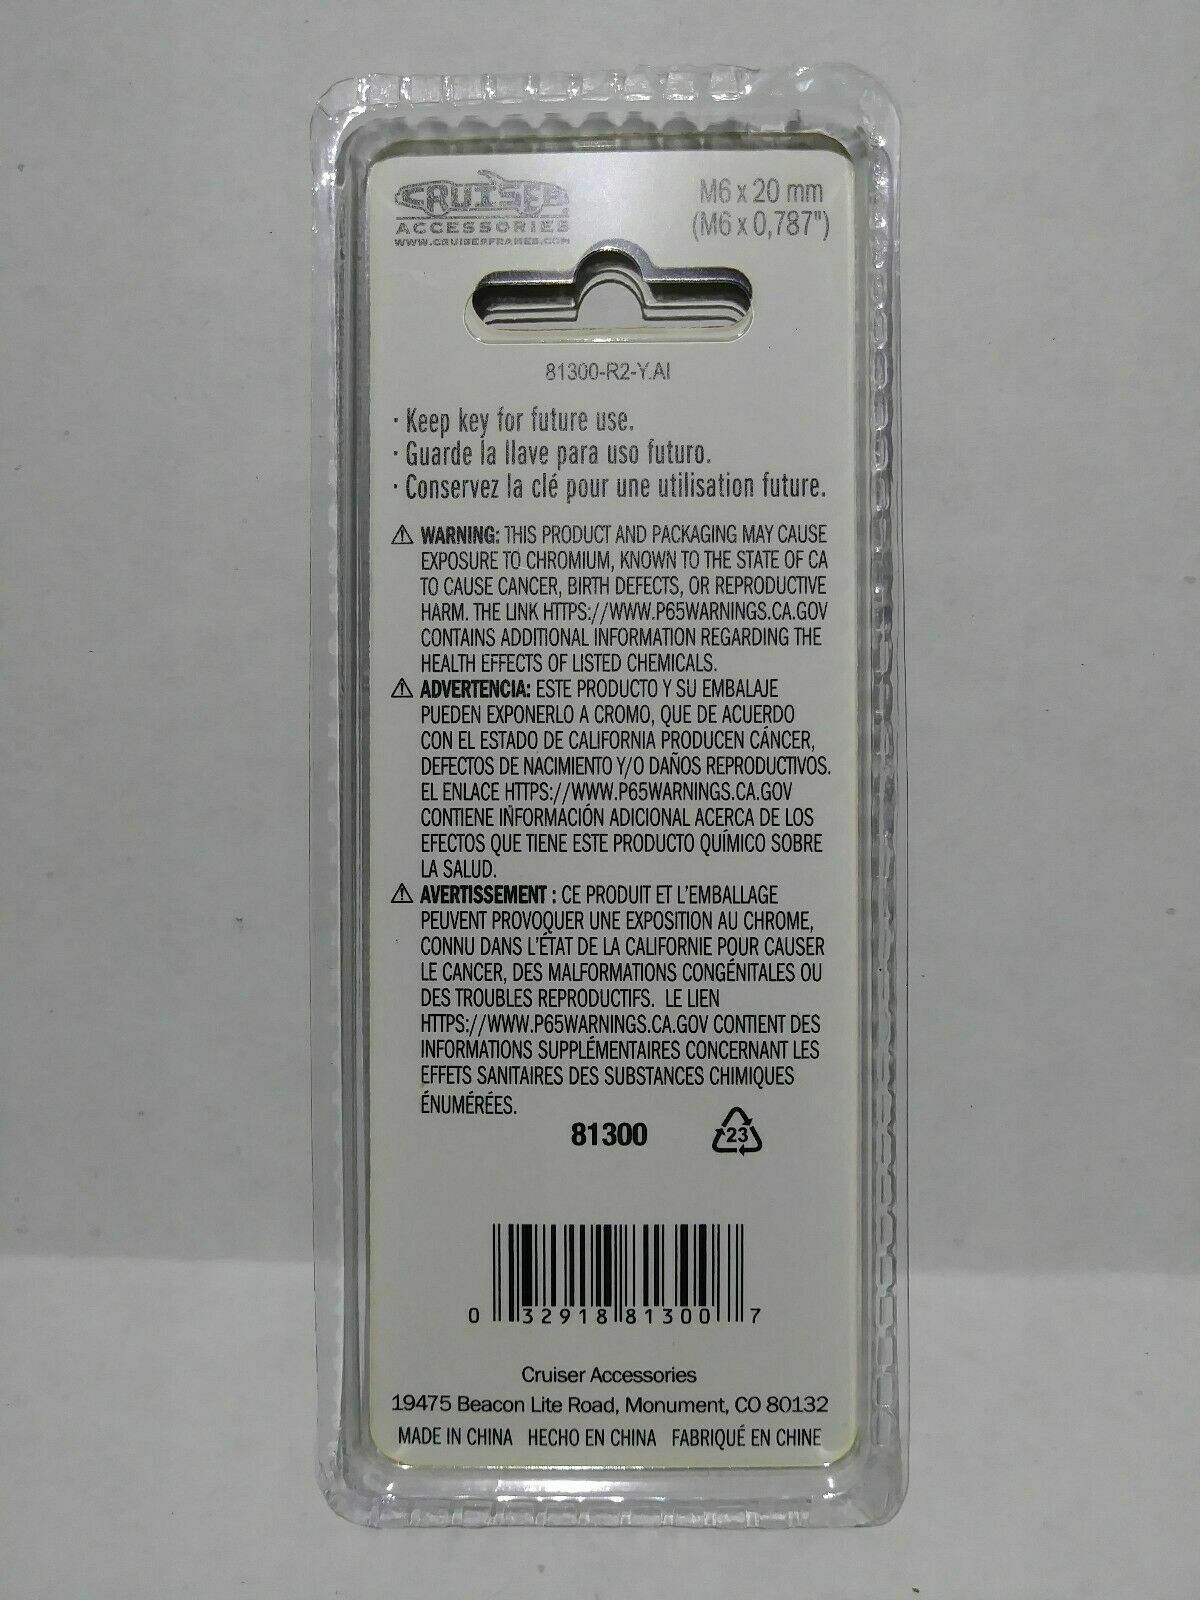 CRUISER
ACCESSORIES
WWW.CRUISERFRAMES.COM
M6 x 20 mm
(M6 x 0,787")
81300-R2-Y.AI
· Keep key for future use.
· Guarde la llave para uso futuro.
· Conservez la clé pour une utilisation future.
⚠ WARNING: THIS PRODUCT AND PACKAGING MAY CAUSE
EXPOSURE TO CHROMIUM, KNOWN TO THE STATE OF CA
TO CAUSE CANCER, BIRTH DEFECTS, OR REPRODUCTIVE
HARM. THE LINK HTTPS://WWW.P65WARNINGS.CA.GOV
CONTAINS ADDITIONAL INFORMATION REGARDING THE
HEALTH EFFECTS OF LISTED CHEMICALS.
⚠ ADVERTENCIA: ESTE PRODUCTO Y SU EMBALAJE
PUEDEN EXPONERLO A CROMO, QUE DE ACUERDO
CON EL ESTADO DE CALIFORNIA PRODUCEN CÁNCER,
DEFECTOS DE NACIMIENTO Y/O DAÑOS REPRODUCTIVOS.
EL ENLACE HTTPS://WWW.P65WARNINGS.CA.GOV
CONTIENE INFORMACIÓN ADICIONAL ACERCA DE LOS
EFECTOS QUE TIENE ESTE PRODUCTO QUÍMICO SOBRE
LA SALUD.
⚠ AVERTISSEMENT : CE PRODUIT ET L'EMBALLAGE
PEUVENT PROVOQUER UNE EXPOSITION AU CHROME,
CONNU DANS L'ÉTAT DE LA CALIFORNIE POUR CAUSER
LE CANCER, DES MALFORMATIONS CONGÉNITALES OU
DES TROUBLES REPRODUCTIFS. LE LIEN
HTTPS://WWW.P65WARNINGS.CA.GOV CONTIENT DES
INFORMATIONS SUPPLÉMENTAIRES CONCERNANT LES
EFFETS SANITAIRES DES SUBSTANCES CHIMIQUES
ÉNUMÉRÉES.
81300 23
0 32918 81300 7
Cruiser Accessories
19475 Beacon Lite Road, Monument, CO 80132
MADE IN CHINA HECHO EN CHINA FABRIQUÉ EN CHINE